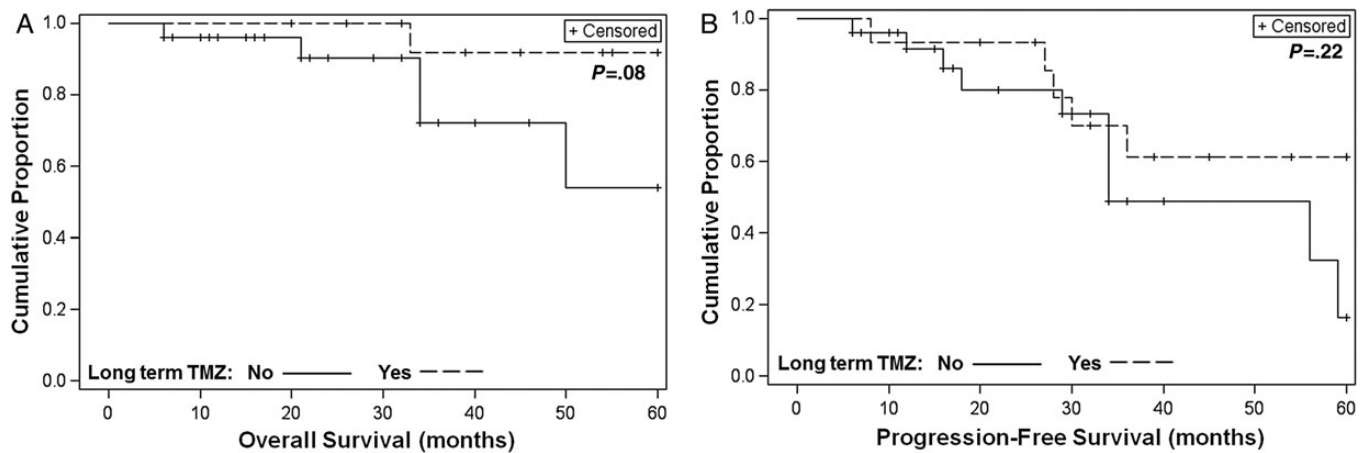 A
+ Censored
P=.08
Cumulative Proportion
1.0
0.8
0.6
0.4
0.2
0.0
Long term TMZ: No Yes
0 10 20 30 40 50 60
Overall Survival (months)
B
+ Censored
P=.22
Cumulative Proportion
1.0
0.8
0.6
0.4
0.2
0.0
Long term TMZ: No Yes
0 10 20 30 40 50 60
Progression-Free Survival (months)